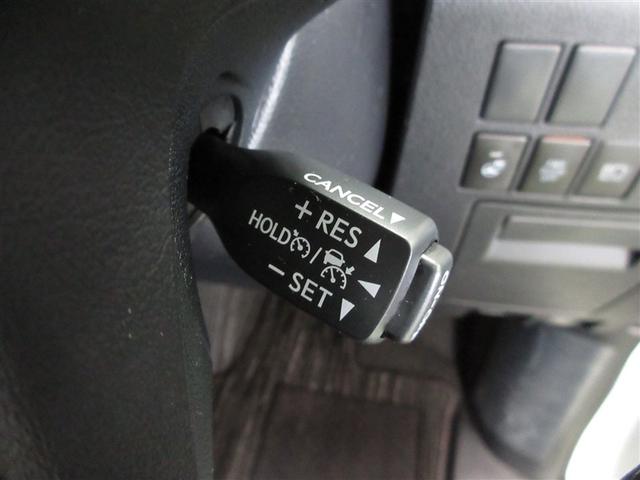 CANCEL
+ RES
HOLD /
− SET